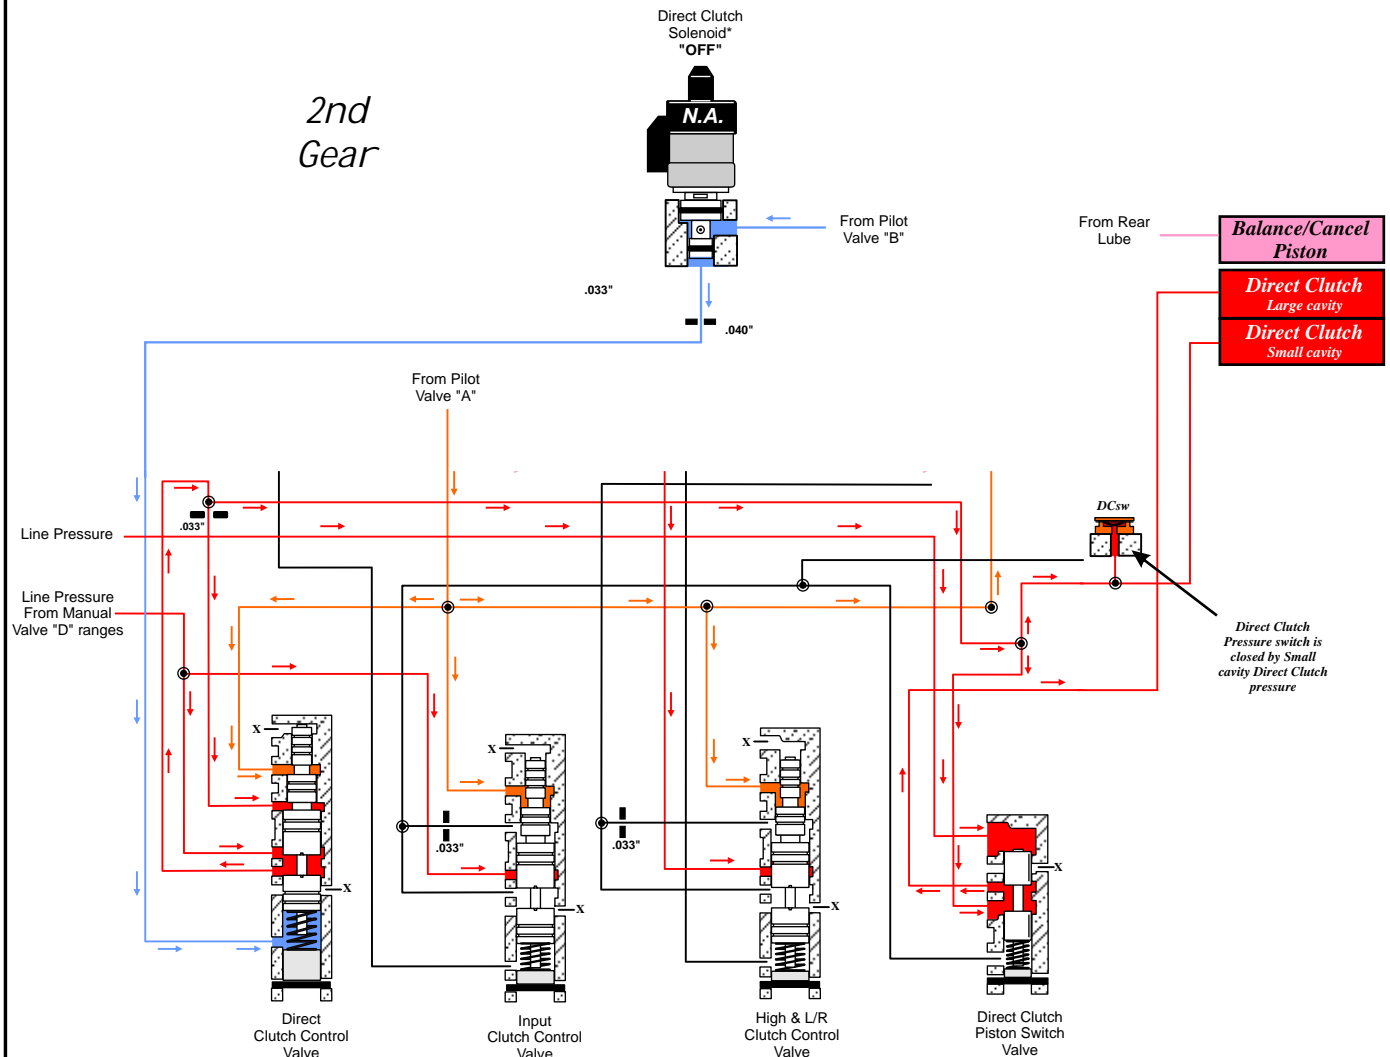 Direct Clutch
Solenoid*
"OFF"
2nd
Gear
N.A.
From Pilot
Valve "B"
From Rear
Lube
Balance/Cancel
Piston
Direct Clutch
Large cavity
Direct Clutch
Small cavity
.033"
.040"
From Pilot
Valve "A"
.033"
Line Pressure
Line Pressure
From Manual
Valve "D" ranges
DCsw
Direct Clutch
Pressure switch is
closed by Small
cavity Direct Clutch
pressure
X
X
X
X
.033"
.033"
X
X
X
Direct
Clutch Control
Valve
Input
Clutch Control
Valve
High & L/R
Clutch Control
Valve
Direct Clutch
Piston Switch
Valve